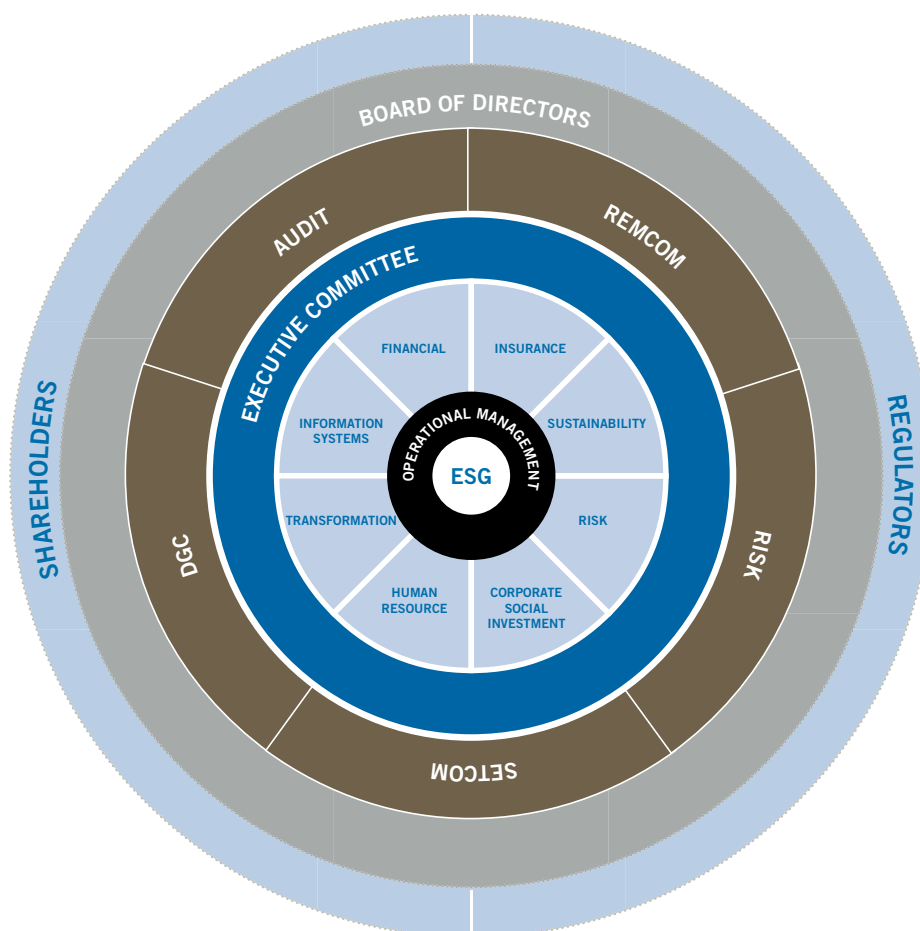 BOARD OF DIRECTORS
AUDIT
REMCOM
EXECUTIVE COMMITTEE
FINANCIAL
INSURANCE
SHAREHOLDERS
REGULATORS
INFORMATION
SYSTEMS
OPERATIONAL MANAGEMENT
SUSTAINABILITY
ESG
TRANSFORMATION
RISK
DGC
RISK
HUMAN
RESOURCE
CORPORATE
SOCIAL
INVESTMENT
SETCOM